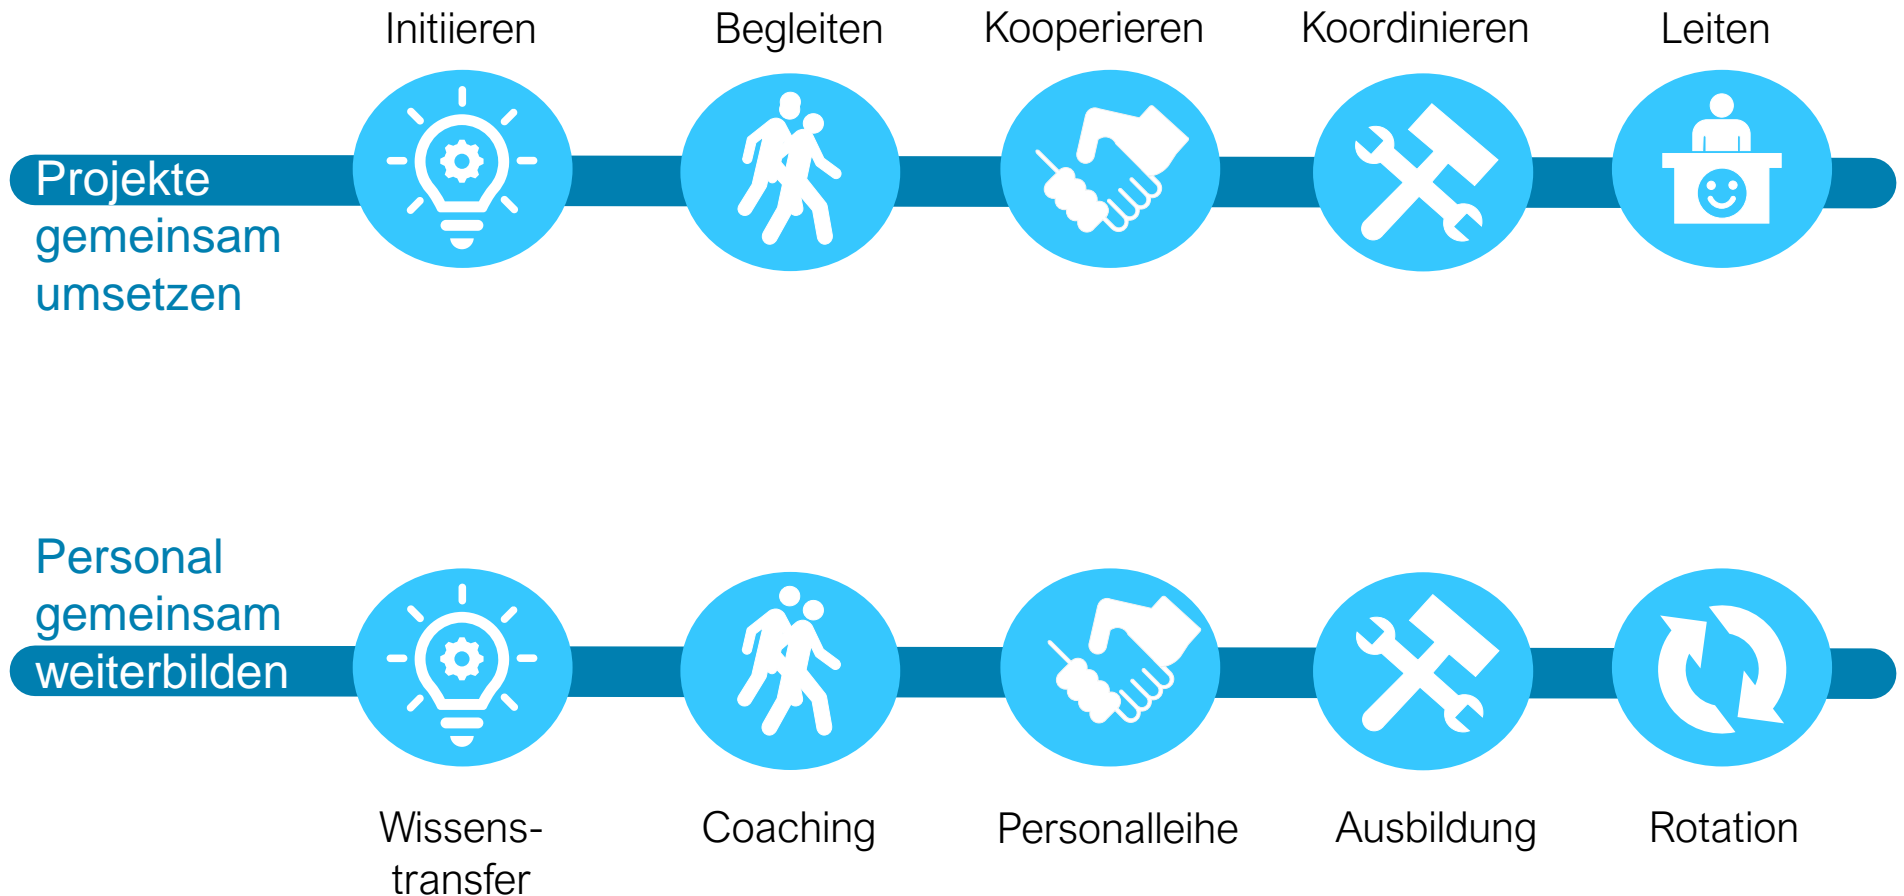 Initiieren
Begleiten
Kooperieren
Koordinieren
Leiten
Projekte
gemeinsam
umsetzen
Personal
gemeinsam
weiterbilden
Wissens-
transfer
Coaching
Personalleihe
Ausbildung
Rotation